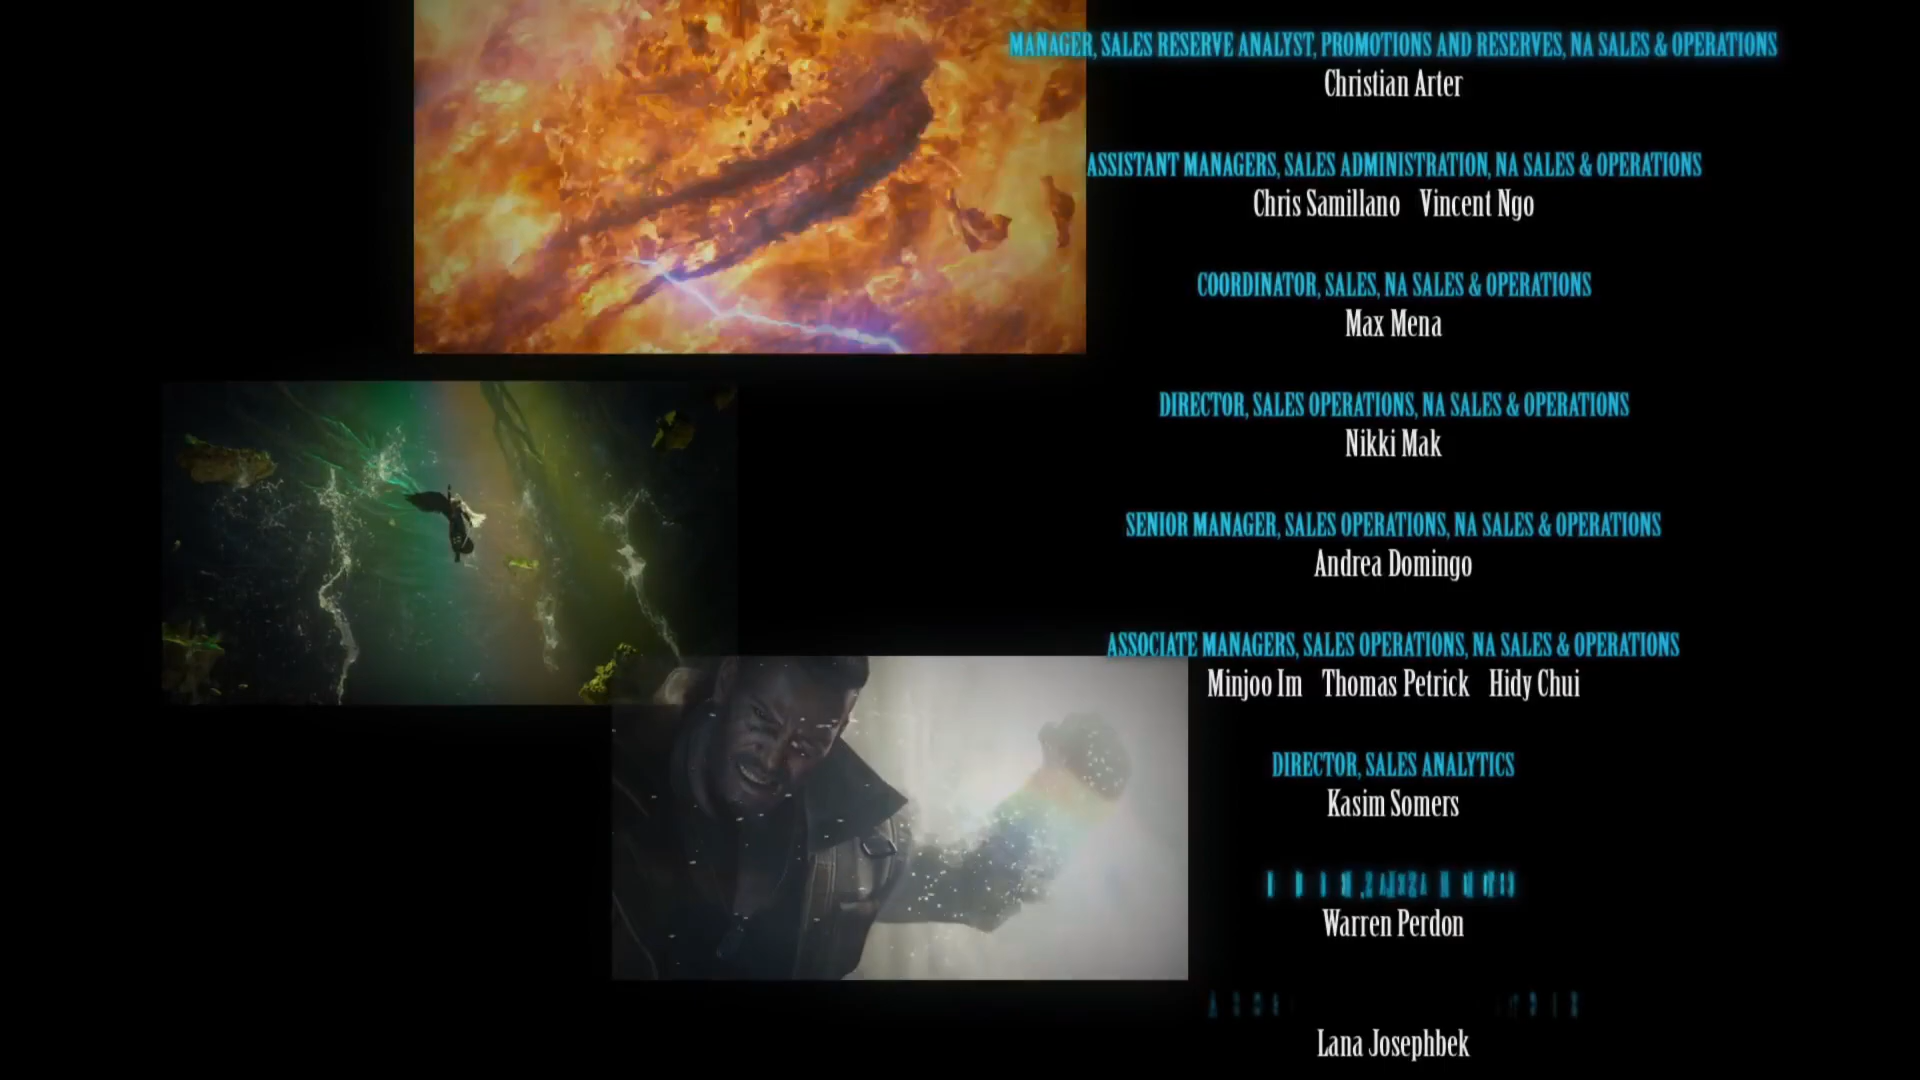 MANAGER, SALES RESERVE ANALYST, PROMOTIONS AND RESERVES, NA SALES & OPERATIONS
Christian Arter
ASSISTANT MANAGERS, SALES ADMINISTRATION, NA SALES & OPERATIONS
Chris Samillano Vincent Ngo
COORDINATOR, SALES, NA SALES & OPERATIONS
Max Mena
DIRECTOR, SALES OPERATIONS, NA SALES & OPERATIONS
Nikki Mak
SENIOR MANAGER, SALES OPERATIONS, NA SALES & OPERATIONS
Andrea Domingo
ASSOCIATE MANAGERS, SALES OPERATIONS, NA SALES & OPERATIONS
Minjoo Im Thomas Petrick Hidy Chui
DIRECTOR, SALES ANALYTICS
Kasim Somers
Warren Perdon
Lana Josephbek